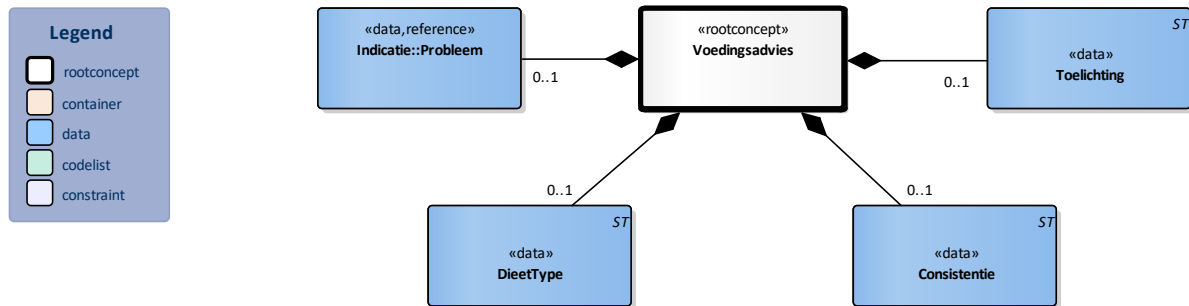 Legend
rootconcept
container
data
codelist
constraint
«data,reference»
Indicatie::Probleem
0..1
«rootconcept»
Voedingsadvies
ST
«data»
Toelichting
0..1
0..1
ST
«data»
DieetType
0..1
ST
«data»
Consistentie